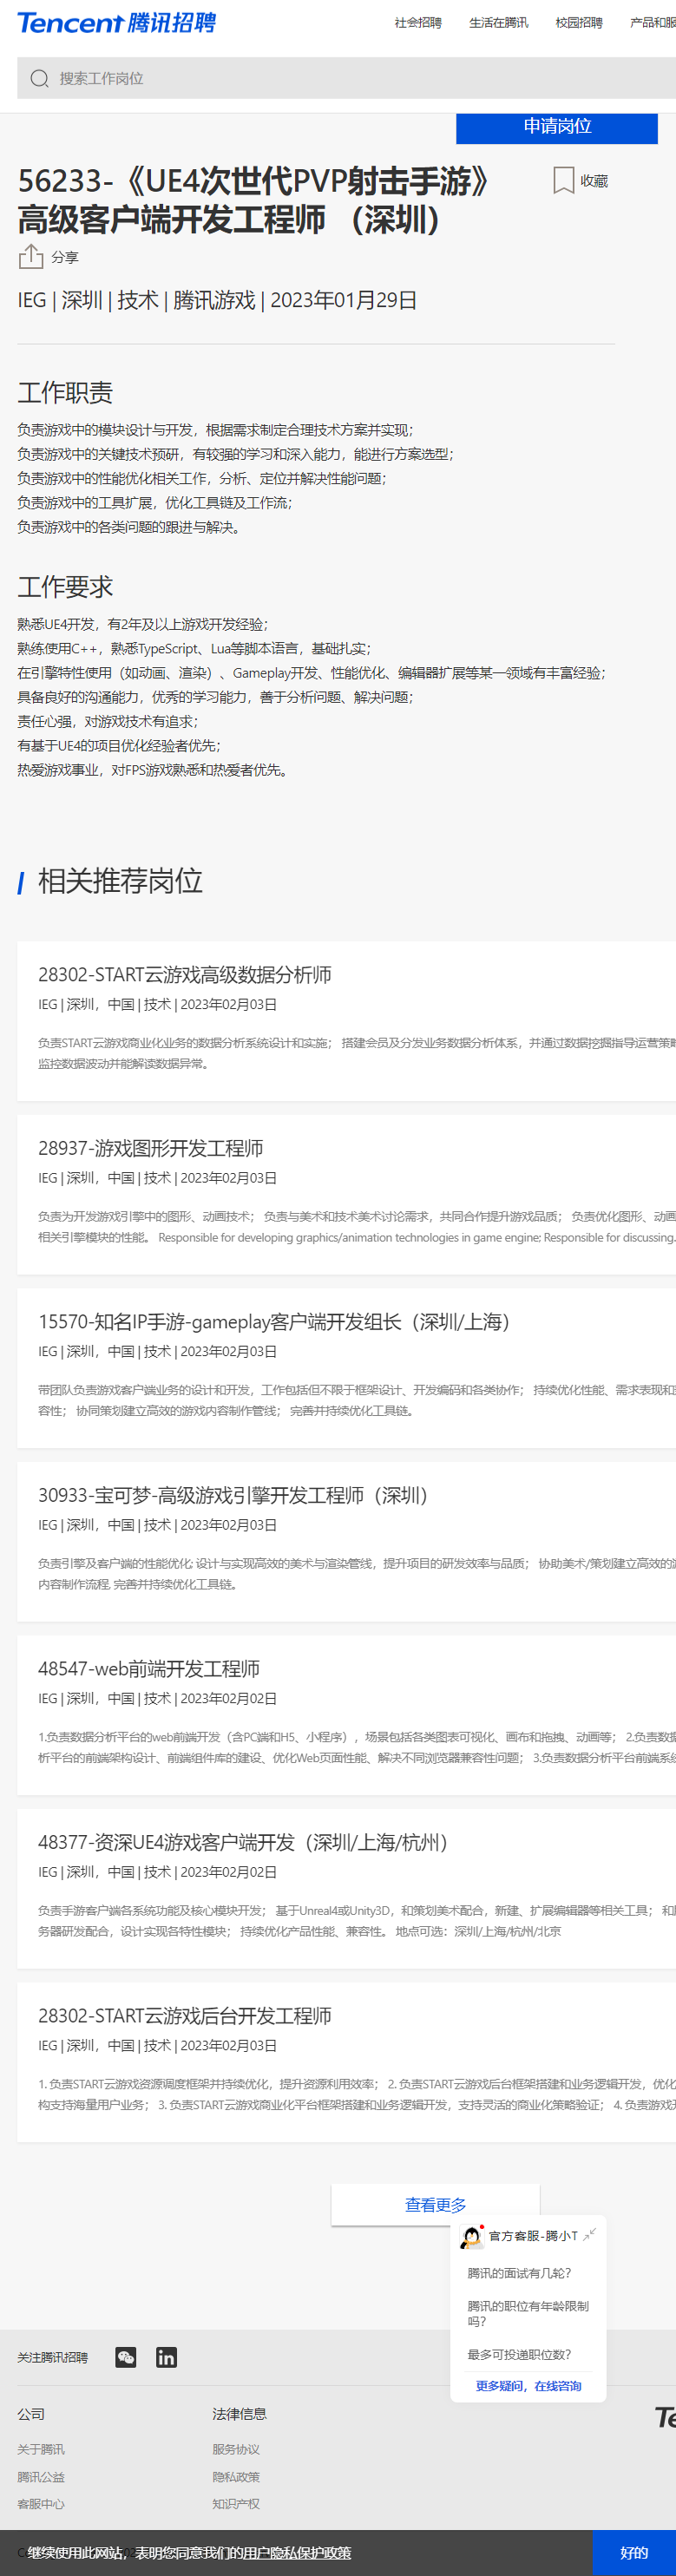 Tencent 腾讯招聘
社会招聘 生活在腾讯 校园招聘 产品和服
搜索工作岗位
申请岗位
56233-《UE4次世代PVP射击手游》
高级客户端开发工程师 （深圳）
收藏
分享
IEG | 深圳 | 技术 | 腾讯游戏 | 2023年01月29日
工作职责
负责游戏中的模块设计与开发，根据需求制定合理技术方案并实现；
负责游戏中的关键技术预研，有较强的学习和深入能力，能进行方案选型；
负责游戏中的性能优化相关工作，分析、定位并解决性能问题；
负责游戏中的工具扩展，优化工具链及工作流；
负责游戏中的各类问题的跟进与解决。
工作要求
熟悉UE4开发，有2年及以上游戏开发经验；
熟练使用C++，熟悉TypeScript、Lua等脚本语言，基础扎实；
在引擎特性使用（如动画、渲染）、Gameplay开发、性能优化、编辑器扩展等某一领域有丰富经验；
具备良好的沟通能力，优秀的学习能力，善于分析问题、解决问题；
责任心强，对游戏技术有追求；
有基于UE4的项目优化经验者优先；
热爱游戏事业，对FPS游戏熟悉和热爱者优先。
相关推荐岗位
28302-START云游戏高级数据分析师
IEG | 深圳，中国 | 技术 | 2023年02月03日
负责START云游戏商业化业务的数据分析系统设计和实施； 搭建会员及分发业务数据分析体系，并通过数据挖掘指导运营策略
监控数据波动并能解读数据异常。
28937-游戏图形开发工程师
IEG | 深圳，中国 | 技术 | 2023年02月03日
负责为开发游戏引擎中的图形、动画技术； 负责与美术和技术美术讨论需求，共同合作提升游戏品质； 负责优化图形、动画
相关引擎模块的性能。 Responsible for developing graphics/animation technologies in game engine; Responsible for discussing.
15570-知名IP手游-gameplay客户端开发组长（深圳/上海）
IEG | 深圳，中国 | 技术 | 2023年02月03日
带团队负责游戏客户端业务的设计和开发，工作包括但不限于框架设计、开发编码和各类协作； 持续优化性能、需求表现和
容性； 协同策划建立高效的游戏内容制作管线； 完善并持续优化工具链。
30933-宝可梦-高级游戏引擎开发工程师（深圳）
IEG | 深圳，中国 | 技术 | 2023年02月03日
负责引擎及客户端的性能优化; 设计与实现高效的美术与渲染管线，提升项目的研发效率与品质； 协助美术/策划建立高效的
内容制作流程, 完善并持续优化工具链。
48547-web前端开发工程师
IEG | 深圳，中国 | 技术 | 2023年02月02日
1.负责数据分析平台的web前端开发（含PC端和H5、小程序），场景包括各类图表可视化、画布和拖拽、动画等； 2.负责数据
析平台的前端架构设计、前端组件库的建设、优化Web页面性能、解决不同浏览器兼容性问题； 3.负责数据分析平台前端系统
48377-资深UE4游戏客户端开发（深圳/上海/杭州）
IEG | 深圳，中国 | 技术 | 2023年02月02日
负责手游客户端各系统功能及核心模块开发； 基于Unreal4或Unity3D，和策划美术配合，新建、扩展编辑器等相关工具； 和
务器研发配合，设计实现各特性模块； 持续优化产品性能、兼容性。 地点可选：深圳/上海/杭州/北京
28302-START云游戏后台开发工程师
IEG | 深圳，中国 | 技术 | 2023年02月03日
1. 负责START云游戏资源调度框架并持续优化，提升资源利用效率； 2. 负责START云游戏后台框架搭建和业务逻辑开发，优化
构支持海量用户业务； 3. 负责START云游戏商业化平台框架搭建和业务逻辑开发，支持灵活的商业化策略验证； 4. 负责游戏
查看更多
官方客服-腾小T
腾讯的面试有几轮？
腾讯的职位有年龄限制
吗？
最多可投递职位数？
更多疑问，在线咨询
关注腾讯招聘
公司 法律信息
关于腾讯 服务协议
腾讯公益 隐私政策
客服中心 知识产权
继续使用此网站，表明您同意我们的用户隐私保护政策
好的